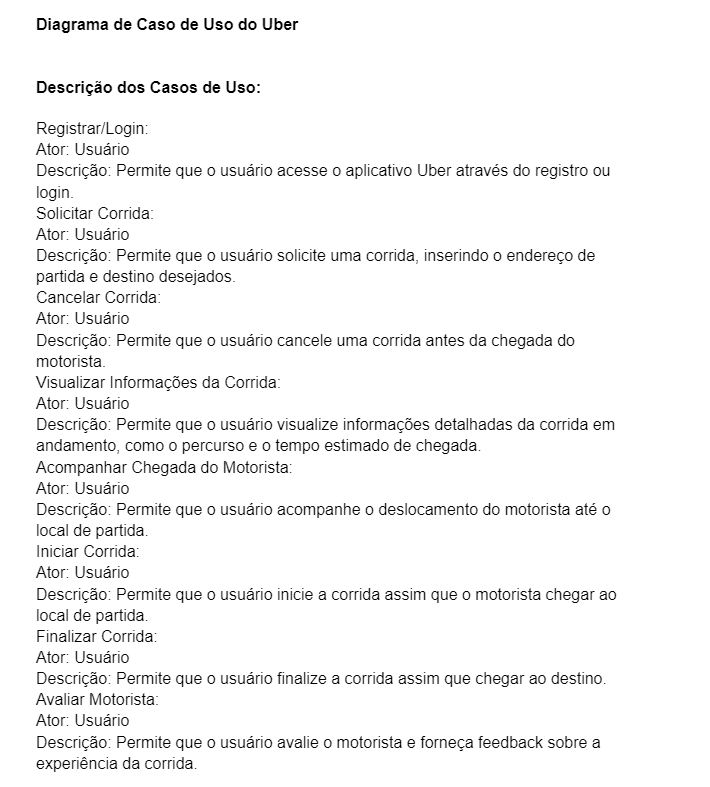 Diagrama de Caso de Uso do Uber
Descrição dos Casos de Uso:
Registrar/Login:
Ator: Usuário
Descrição: Permite que o usuário acesse o aplicativo Uber através do registro ou
login.
Solicitar Corrida:
Ator: Usuário
Descrição: Permite que o usuário solicite uma corrida, inserindo o endereço de
partida e destino desejados.
Cancelar Corrida:
Ator: Usuário
Descrição: Permite que o usuário cancele uma corrida antes da chegada do
motorista.
Visualizar Informações da Corrida:
Ator: Usuário
Descrição: Permite que o usuário visualize informações detalhadas da corrida em
andamento, como o percurso e o tempo estimado de chegada.
Acompanhar Chegada do Motorista:
Ator: Usuário
Descrição: Permite que o usuário acompanhe o deslocamento do motorista até o
local de partida.
Iniciar Corrida:
Ator: Usuário
Descrição: Permite que o usuário inicie a corrida assim que o motorista chegar ao
local de partida.
Finalizar Corrida:
Ator: Usuário
Descrição: Permite que o usuário finalize a corrida assim que chegar ao destino.
Avaliar Motorista:
Ator: Usuário
Descrição: Permite que o usuário avalie o motorista e forneça feedback sobre a
experiência da corrida.